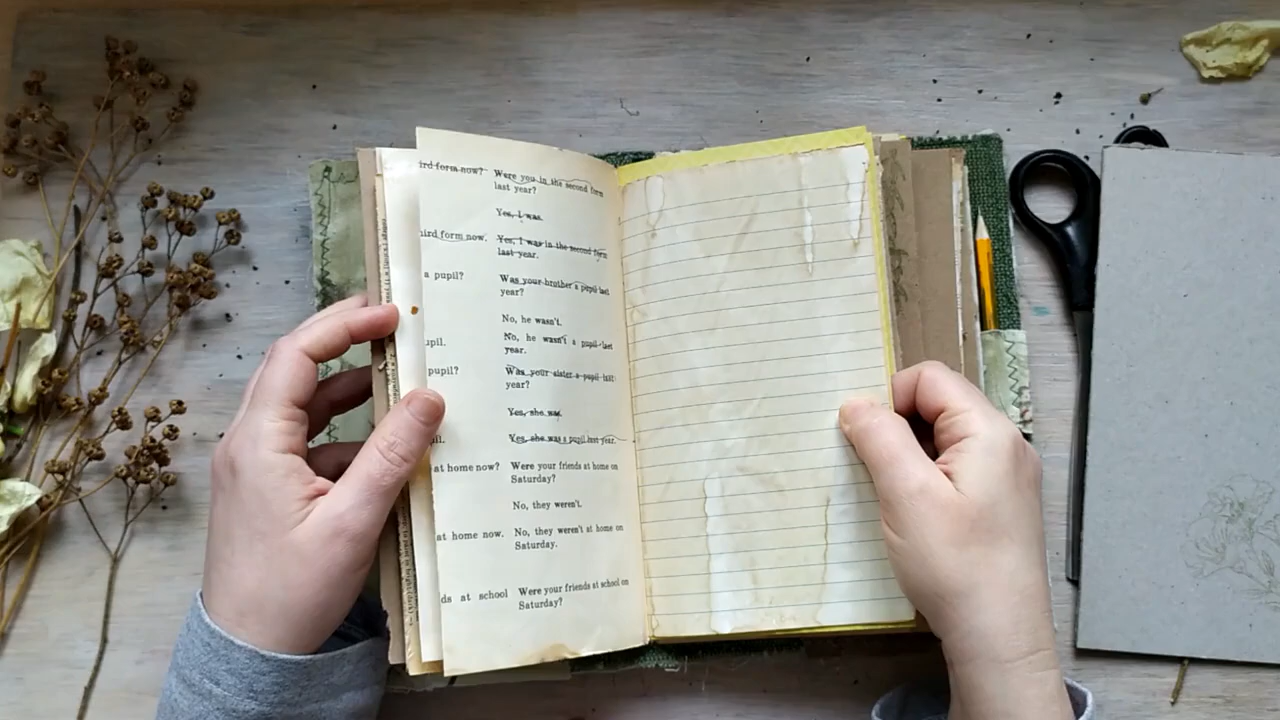 ird form now? Were you in the second form
last year?
Yes, I was.
hird form now. Yes, I was in the second form
last year.
a pupil? Was your brother a pupil last
year?
No, he wasn't.
upil. No, he wasn't a pupil last
year.
pupil? Was your sister a pupil last
year?
Yes, she was.
il. Yes, she was a pupil last year.
at home now? Were your friends at home on
Saturday?
No, they weren't.
at home now. No, they weren't at home on
Saturday.
ds at school Were your friends at school on
Saturday?